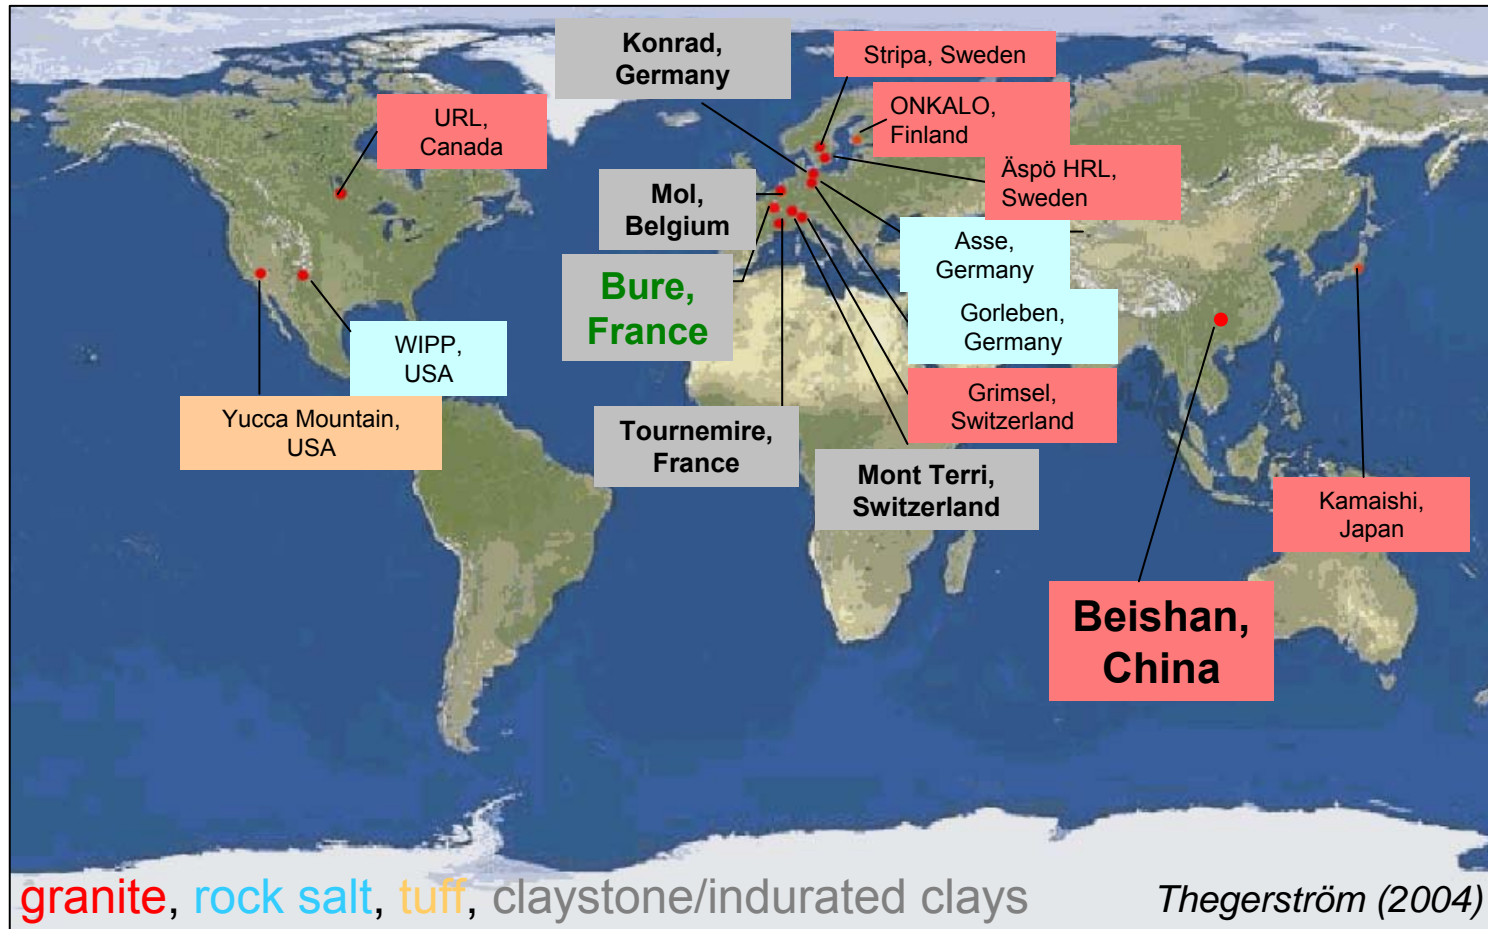 Konrad,
Germany
Stripa, Sweden
URL,
Canada
ONKALO,
Finland
Äspö HRL,
Sweden
Mol,
Belgium
Asse,
Germany
Bure,
France
Gorleben,
Germany
WIPP,
USA
Grimsel,
Switzerland
Yucca Mountain,
USA
Tournemire,
France
Mont Terri,
Switzerland
Kamaishi,
Japan
Beishan,
China
granite, rock salt, tuff, claystone/indurated clays
Thegerström (2004)